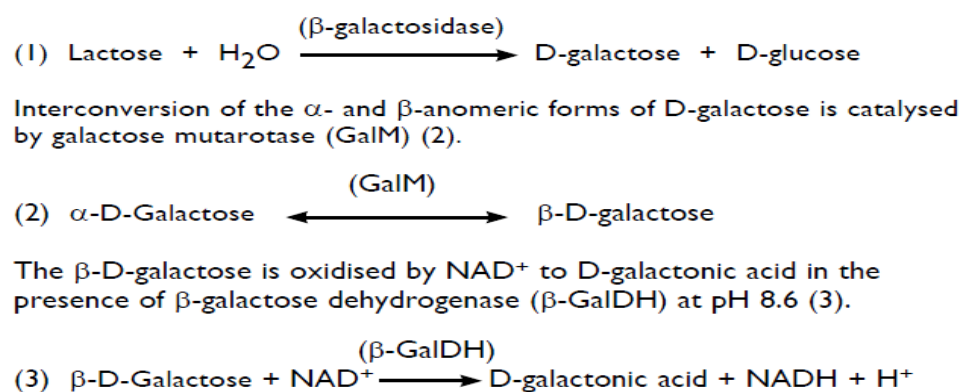 (β-galactosidase)
(1) Lactose + H₂O ⟶ D-galactose + D-glucose
Interconversion of the α- and β-anomeric forms of D-galactose is catalysed
by galactose mutarotase (GalM) (2).
(GalM)
(2) α-D-Galactose ⟷ β-D-galactose
The β-D-galactose is oxidised by NAD⁺ to D-galactonic acid in the
presence of β-galactose dehydrogenase (β-GalDH) at pH 8.6 (3).
(β-GalDH)
(3) β-D-Galactose + NAD⁺ ⟶ D-galactonic acid + NADH + H⁺